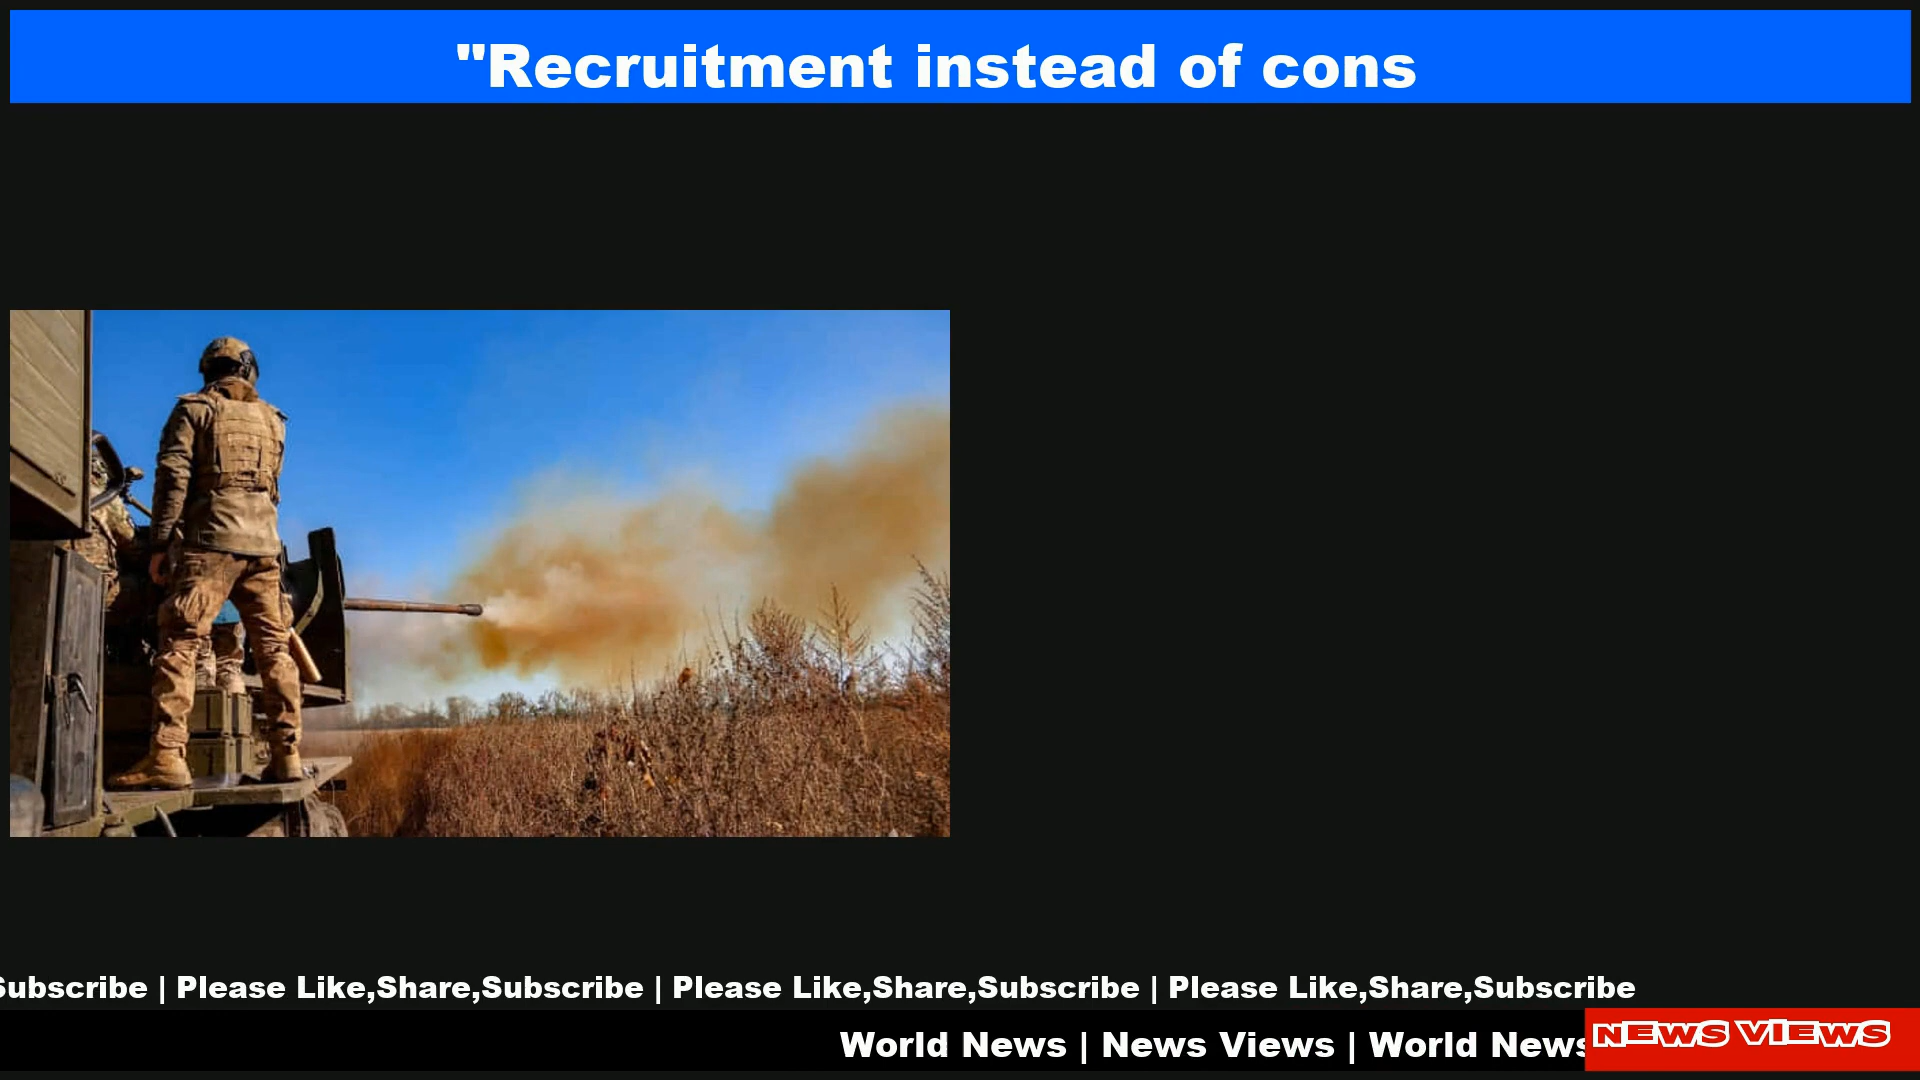 "Recruitment instead of cons
Subscribe | Please Like,Share,Subscribe | Please Like,Share,Subscribe | Please Like,Share,Subscribe
World News | News Views | World News
NEWS VIEWS